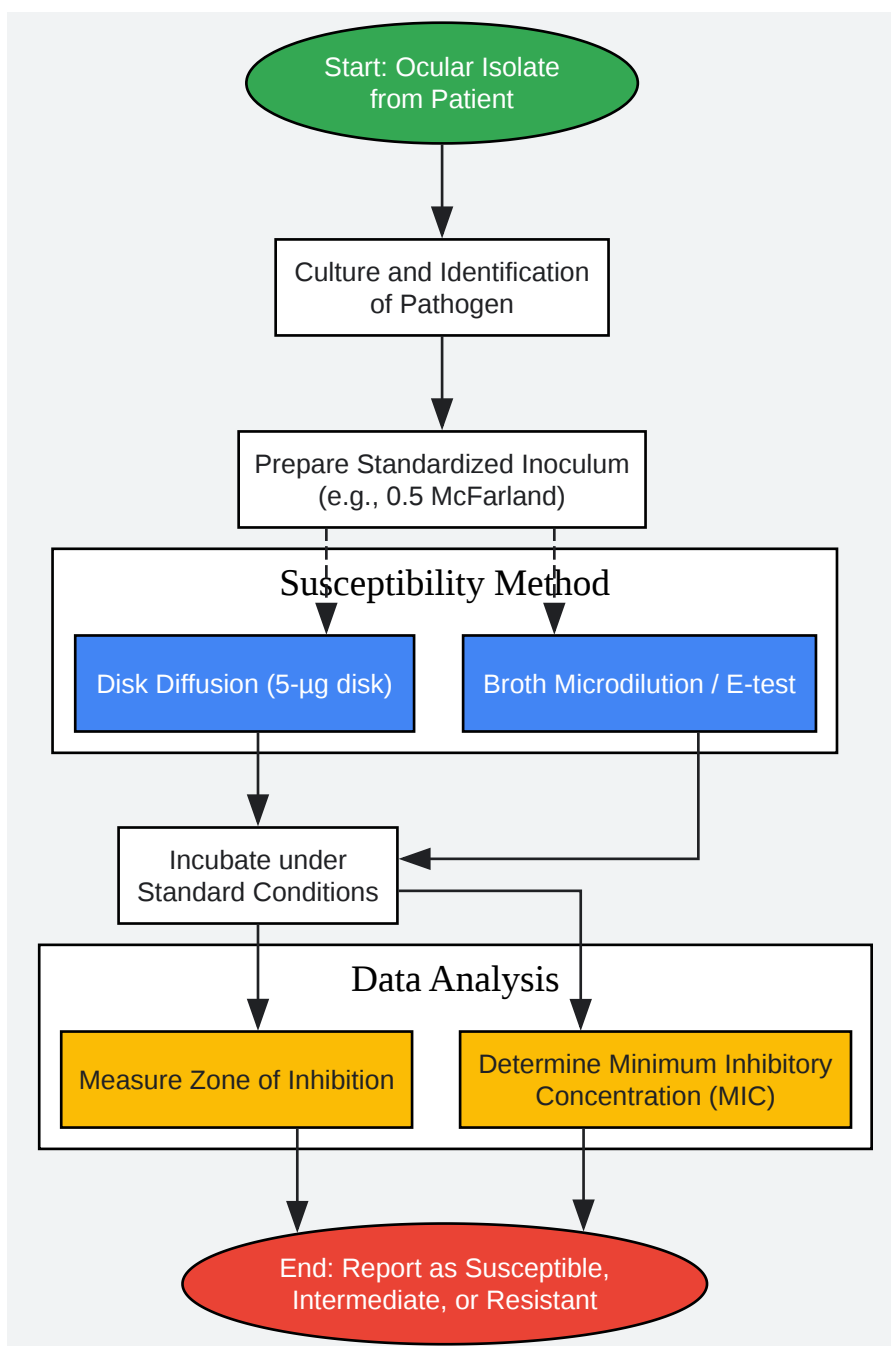 Start: Ocular Isolate
from Patient
Culture and Identification
of Pathogen
Prepare Standardized Inoculum
(e.g., 0.5 McFarland)
Susceptibility Method
Disk Diffusion (5-µg disk)
Broth Microdilution / E-test
Incubate under
Standard Conditions
Data Analysis
Measure Zone of Inhibition
Determine Minimum Inhibitory
Concentration (MIC)
End: Report as Susceptible,
Intermediate, or Resistant